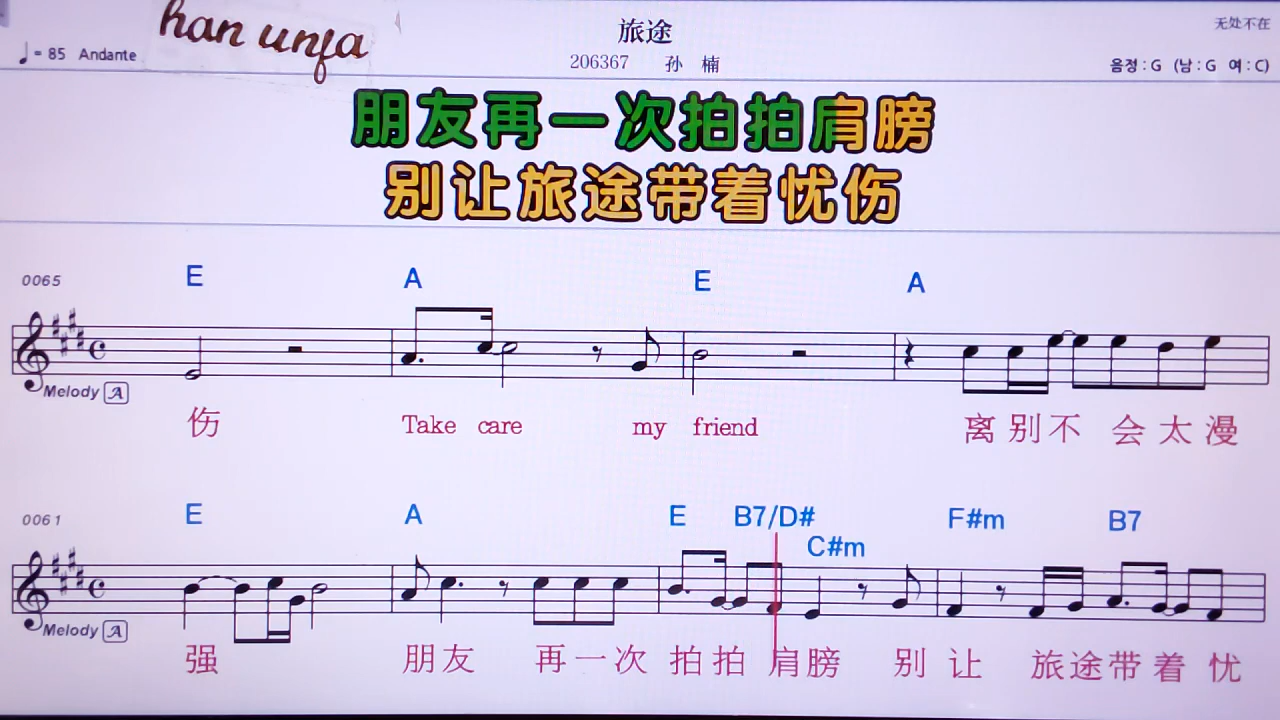 han unfa
旅途
无处不在
♩= 85 Andante
206367 孙 楠
음정 : G (남 : G 여 : C)
朋友再一次拍拍肩膀
别让旅途带着忧伤
0065 E A E A
Melody A
伤 Take care my friend 离别不会太漫
0061 E A E B7/D# C#m F#m B7
Melody A
强 朋友 再一次 拍拍 肩膀 别让 旅途带着忧